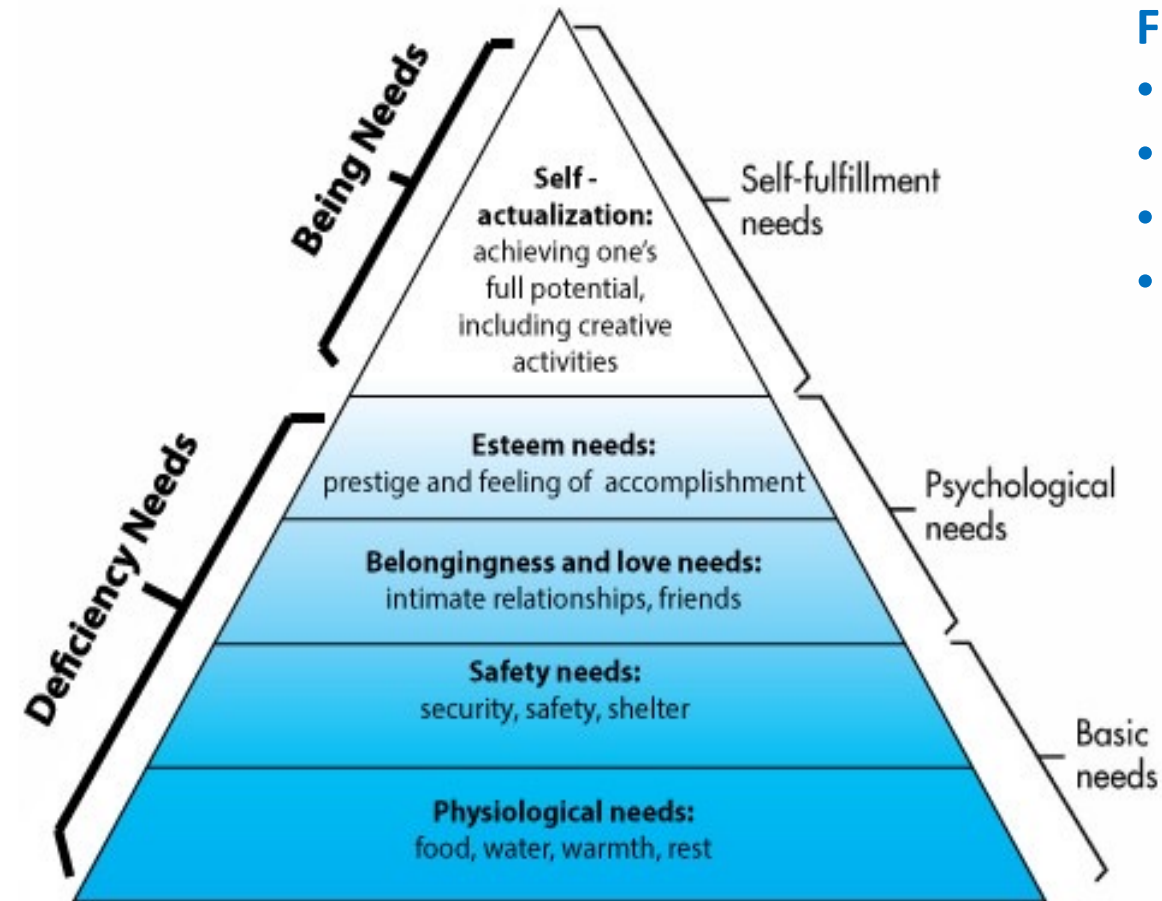 F
•
•
•
•
Being Needs
Self -
actualization:
achieving one's
full potential,
including creative
activities
Self-fulfillment
needs
Deficiency Needs
Esteem needs:
prestige and feeling of accomplishment
Psychological
needs
Belongingness and love needs:
intimate relationships, friends
Safety needs:
security, safety, shelter
Basic
needs
Physiological needs:
food, water, warmth, rest